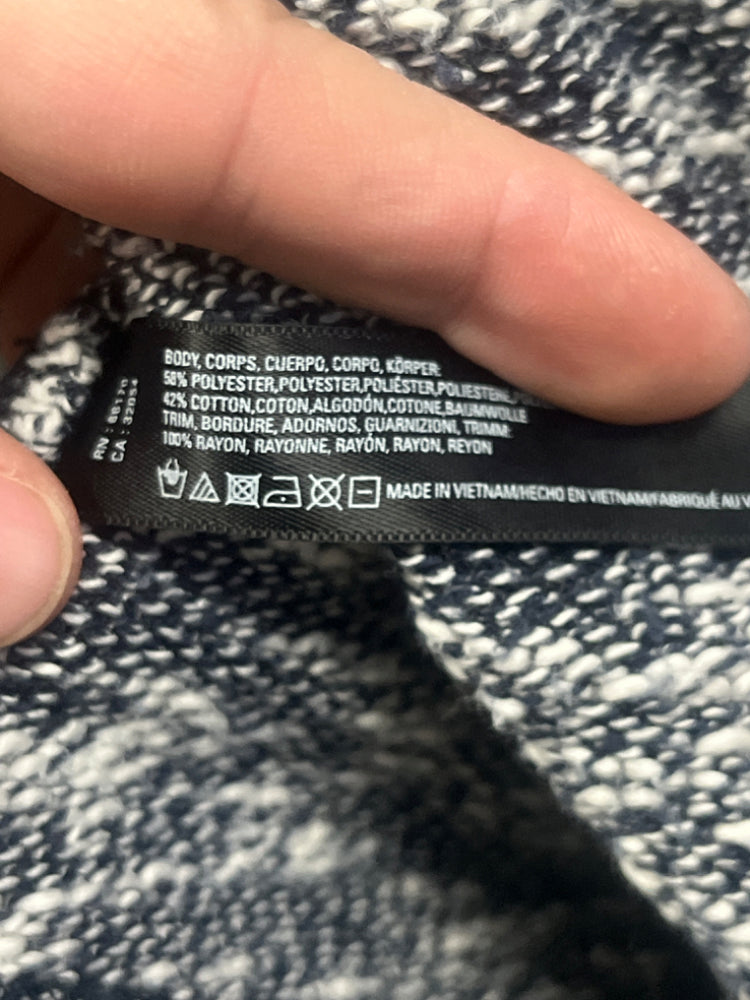 BODY, CORPS, CUERPO, CORPO, KÖRPER:
58% POLYESTER,POLYESTER,POLIÉSTER,POLIESTERE,
42% COTTON,COTON,ALGODÓN,COTONE,BAUMWOLLE
TRIM, BORDURE, ADORNOS, GUARNIZIONI, TRIMM:
100% RAYON, RAYONNE, RAYÓN, RAYON, REYON
MADE IN VIETNAM/HECHO EN VIETNAM/FABRIQUÉ AU
RN :
CA :